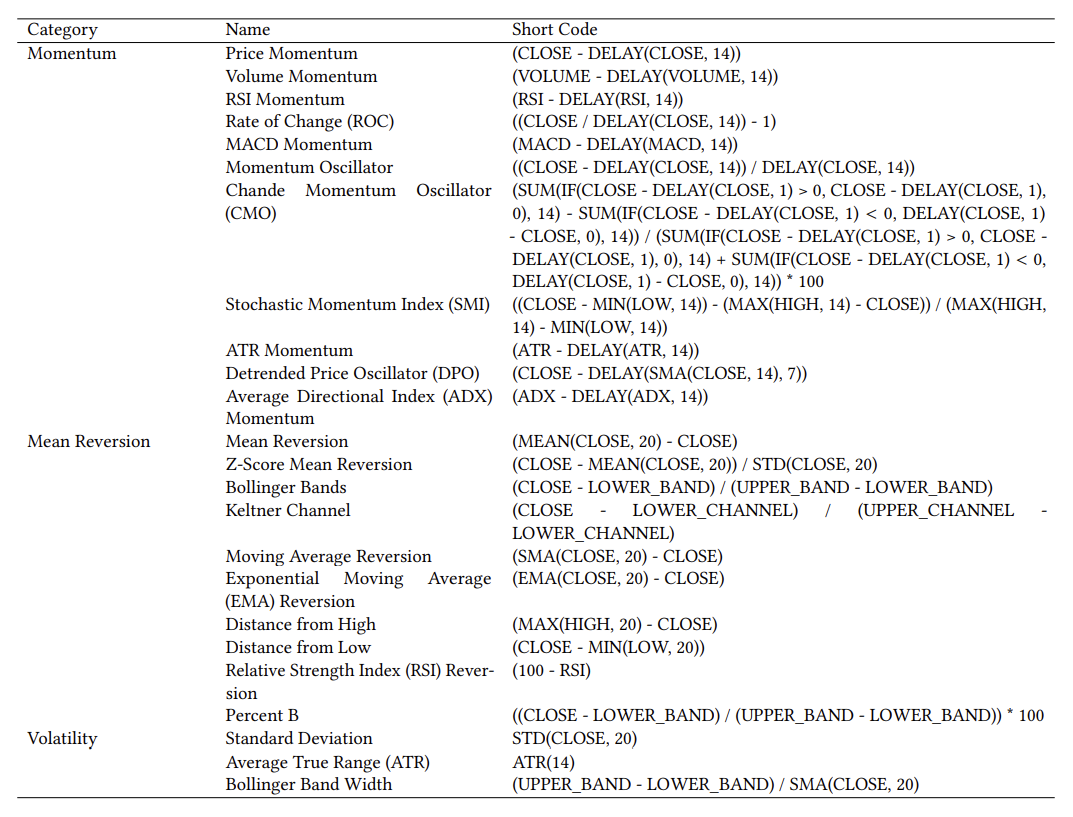 Category Name Short Code
Momentum Price Momentum (CLOSE - DELAY(CLOSE, 14))
Volume Momentum (VOLUME - DELAY(VOLUME, 14))
RSI Momentum (RSI - DELAY(RSI, 14))
Rate of Change (ROC) ((CLOSE / DELAY(CLOSE, 14)) - 1)
MACD Momentum (MACD - DELAY(MACD, 14))
Momentum Oscillator ((CLOSE - DELAY(CLOSE, 14)) / DELAY(CLOSE, 14))
Chande Momentum Oscillator (SUM(IF(CLOSE - DELAY(CLOSE, 1) > 0, CLOSE - DELAY(CLOSE, 1),
(CMO) 0), 14) - SUM(IF(CLOSE - DELAY(CLOSE, 1) < 0, DELAY(CLOSE, 1)
- CLOSE, 0), 14)) / (SUM(IF(CLOSE - DELAY(CLOSE, 1) > 0, CLOSE -
DELAY(CLOSE, 1), 0), 14) + SUM(IF(CLOSE - DELAY(CLOSE, 1) < 0,
DELAY(CLOSE, 1) - CLOSE, 0), 14)) * 100
Stochastic Momentum Index (SMI) ((CLOSE - MIN(LOW, 14)) - (MAX(HIGH, 14) - CLOSE)) / (MAX(HIGH,
14) - MIN(LOW, 14))
ATR Momentum (ATR - DELAY(ATR, 14))
Detrended Price Oscillator (DPO) (CLOSE - DELAY(SMA(CLOSE, 14), 7))
Average Directional Index (ADX) (ADX - DELAY(ADX, 14))
Momentum
Mean Reversion Mean Reversion (MEAN(CLOSE, 20) - CLOSE)
Z-Score Mean Reversion (CLOSE - MEAN(CLOSE, 20)) / STD(CLOSE, 20)
Bollinger Bands (CLOSE - LOWER_BAND) / (UPPER_BAND - LOWER_BAND)
Keltner Channel (CLOSE - LOWER_CHANNEL) / (UPPER_CHANNEL -
LOWER_CHANNEL)
Moving Average Reversion (SMA(CLOSE, 20) - CLOSE)
Exponential Moving Average (EMA(CLOSE, 20) - CLOSE)
(EMA) Reversion
Distance from High (MAX(HIGH, 20) - CLOSE)
Distance from Low (CLOSE - MIN(LOW, 20))
Relative Strength Index (RSI) Rever- (100 - RSI)
sion
Percent B ((CLOSE - LOWER_BAND) / (UPPER_BAND - LOWER_BAND)) * 100
Volatility Standard Deviation STD(CLOSE, 20)
Average True Range (ATR) ATR(14)
Bollinger Band Width (UPPER_BAND - LOWER_BAND) / SMA(CLOSE, 20)